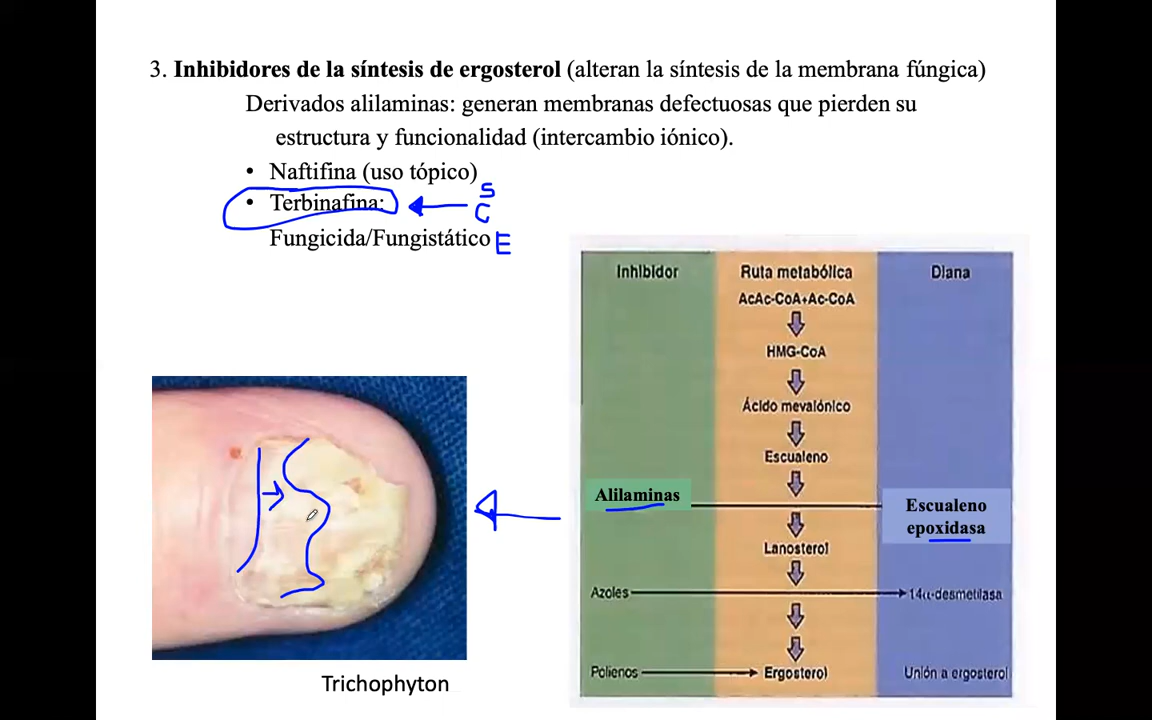 3. Inhibidores de la síntesis de ergosterol (alteran la síntesis de la membrana fúngica)
Derivados alilaminas: generan membranas defectuosas que pierden su
estructura y funcionalidad (intercambio iónico).
• Naftifina (uso tópico)
• Terbinafina:
S
C
Fungicida/Fungistático E
Inhibidor Ruta metabólica Diana
AcAc-CoA+Ac-CoA
HMG-CoA
Ácido mevalónico
Escualeno
Alilaminas
Escualeno
epoxidasa
Lanosterol
Azoles 14α-desmetilasa
Polienos Ergosterol Unión a ergosterol
Trichophyton